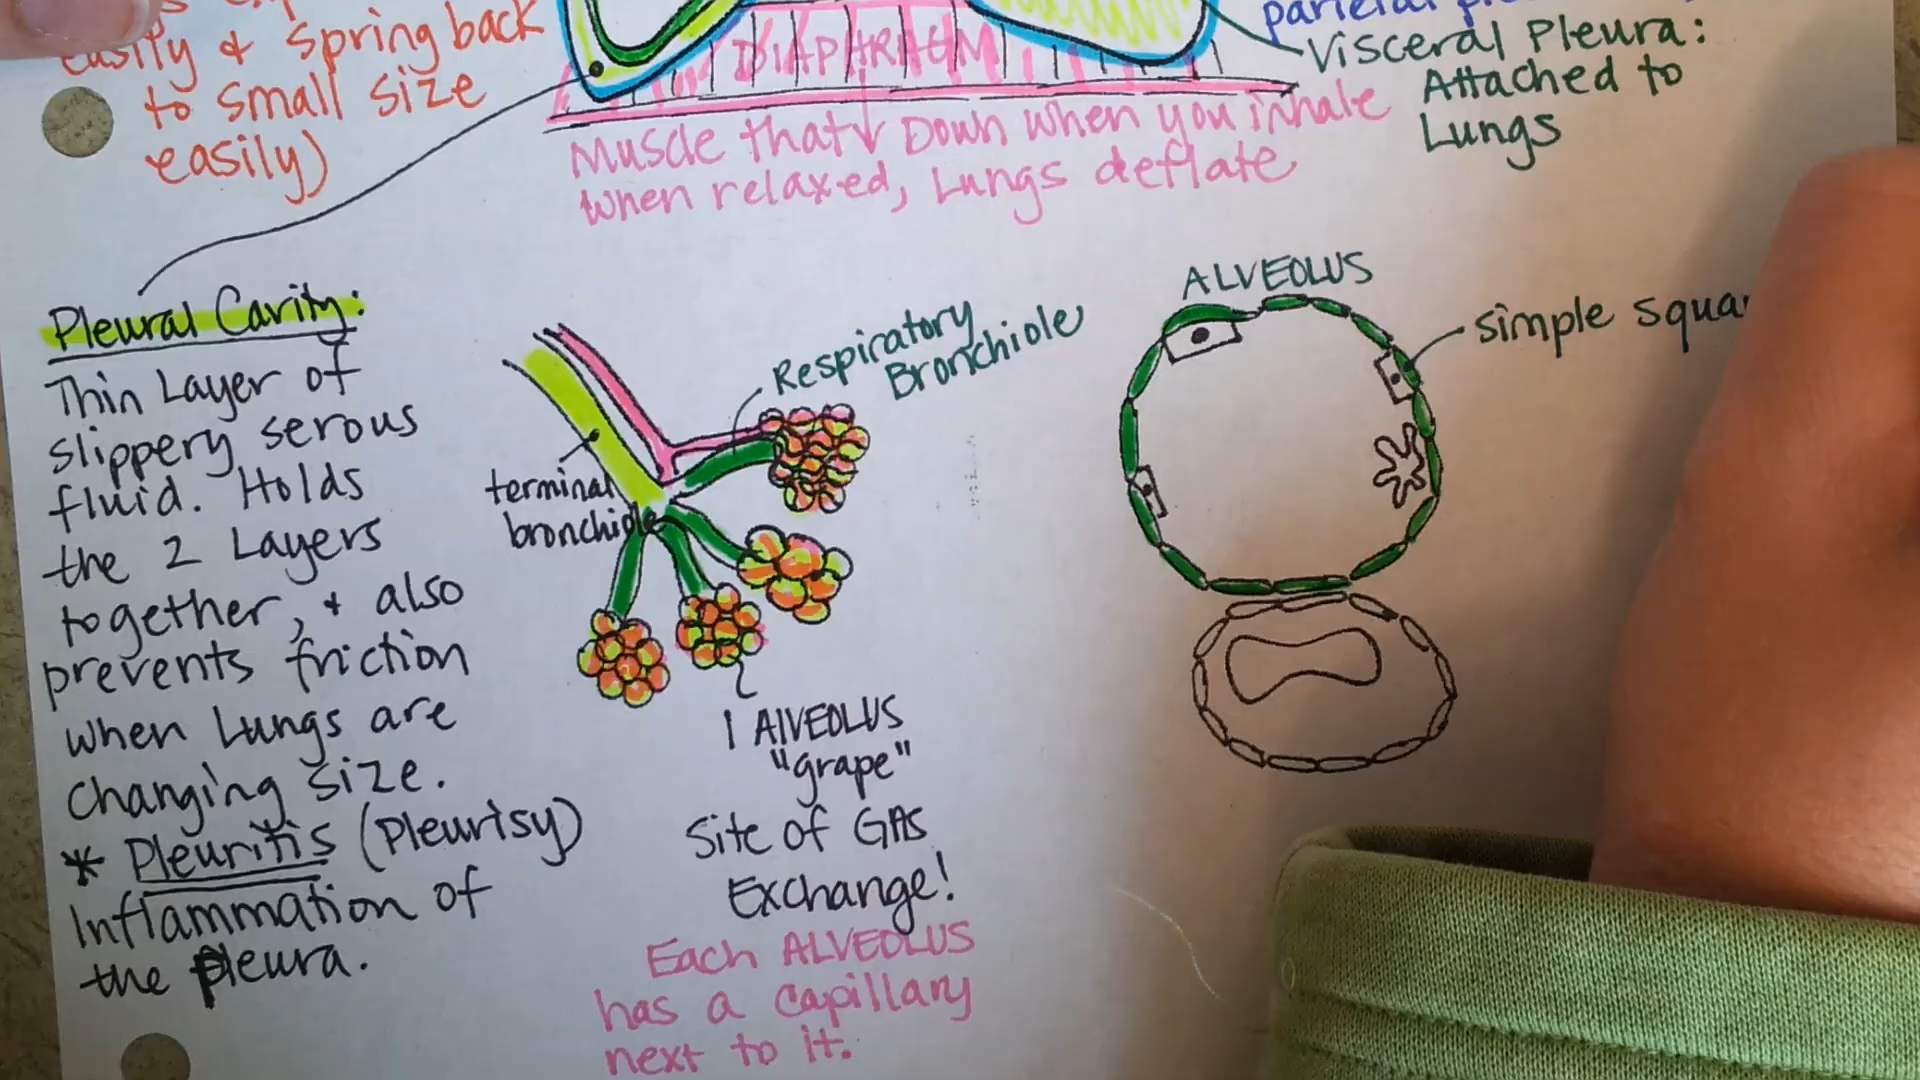 easily & spring back
to small size
easily)
DIAPHRAGM
Muscle that ↓ Down when you inhale
when relaxed, Lungs deflate
parietal
Visceral Pleura:
Attached to
Lungs
Pleural Cavity:
Thin Layer of
slippery serous
fluid. Holds
the 2 Layers
together, & also
prevents friction
when Lungs are
changing size.
* Pleuritis (Pleurisy)
Inflammation of
the pleura.
Respiratory
Bronchiole
terminal
bronchiole
1 AlVEOLUS
"grape"
Site of GAS
Exchange!
Each ALVEOLUS
has a capillary
next to it.
ALVEOLUS
simple squa